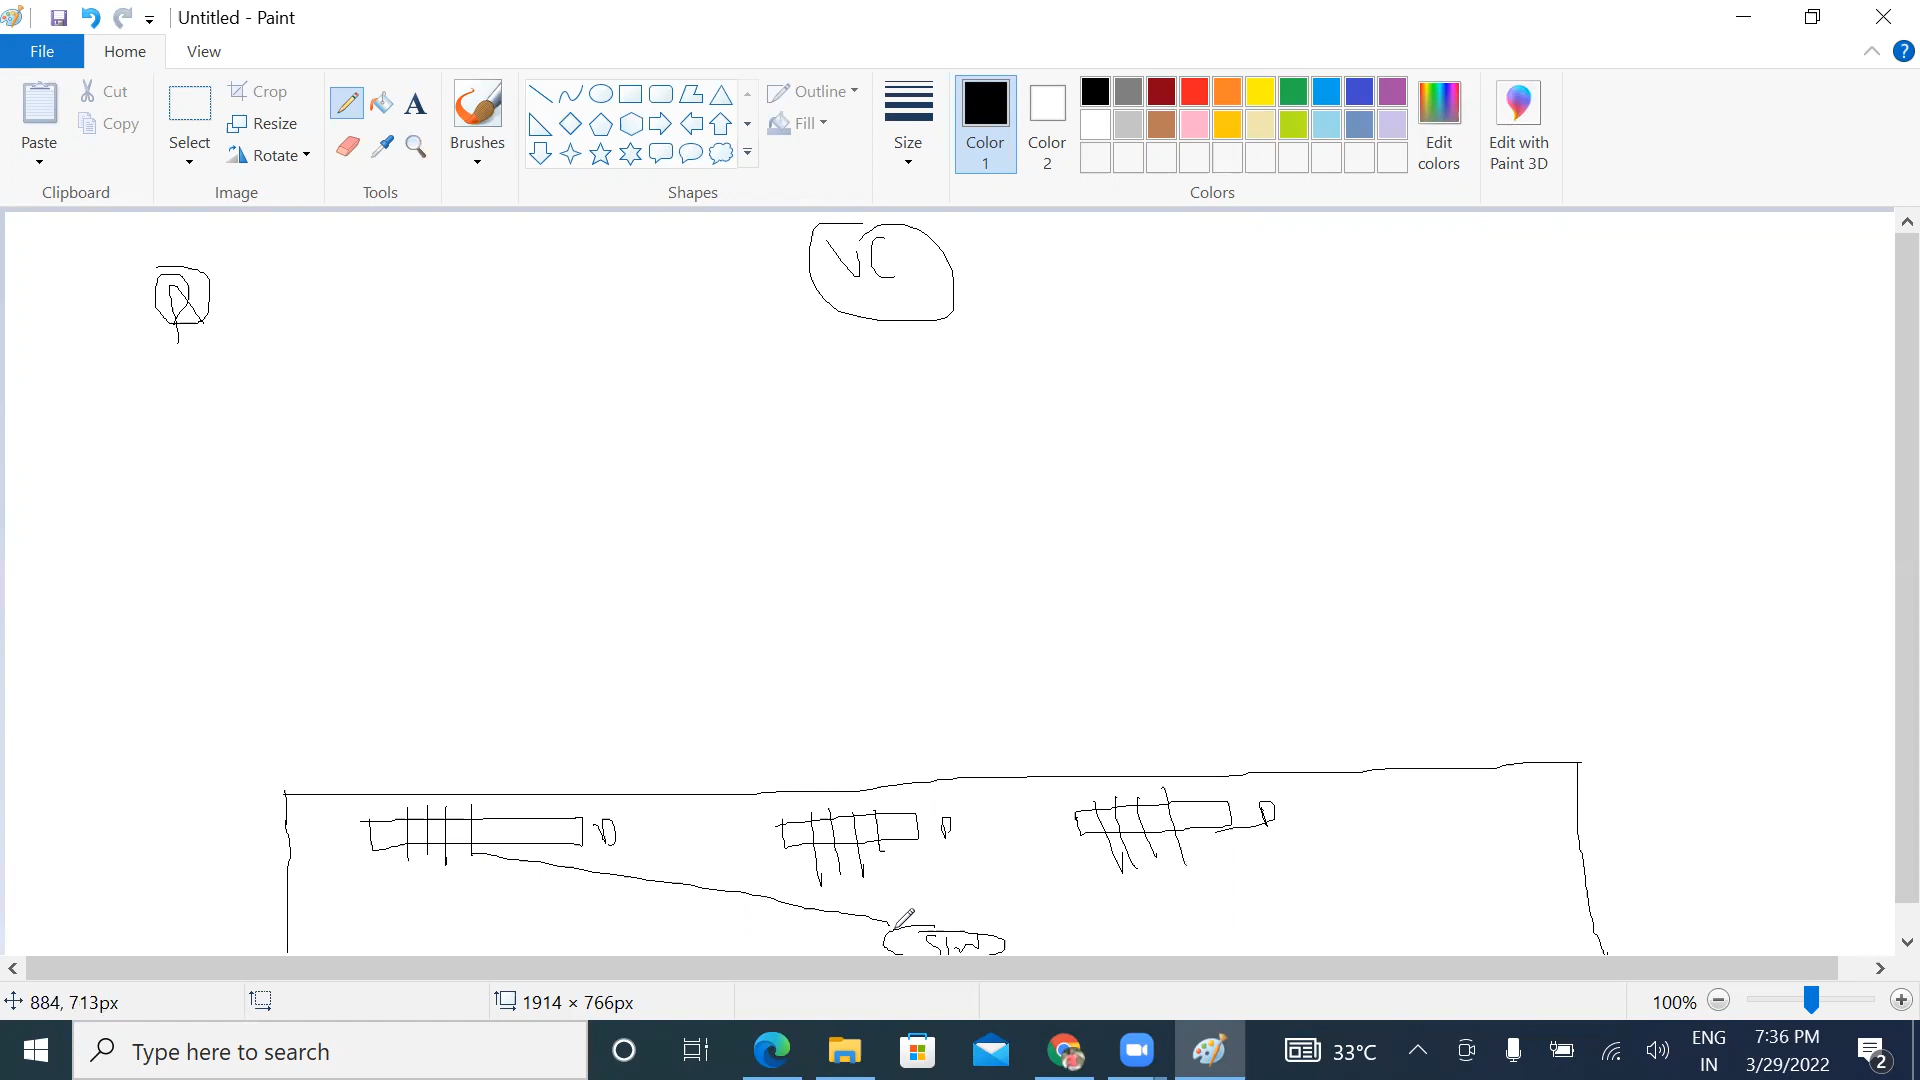 Untitled - Paint
File
Home
View
Paste
Cut
Copy
Clipboard
Select
Crop
Resize
Rotate
Image
Tools
Brushes
Shapes
Outline
Fill
Size
Color
1
Color
2
Colors
Edit
colors
Edit with
Paint 3D
VC
884, 713px
1914 × 766px
100%
Type here to search
33°C
ENG
IN
7:36 PM
3/29/2022
2